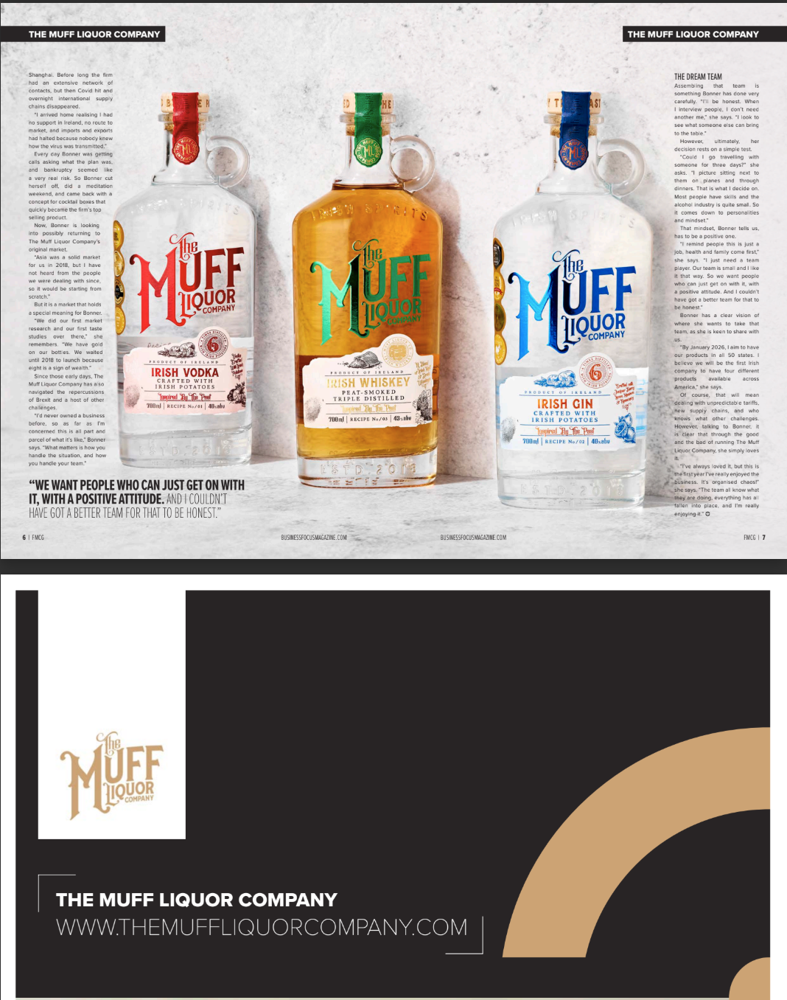 THE MUFF LIQUOR COMPANY
THE MUFF LIQUOR COMPANY
Shanghai. Before long the firm
had an extensive network of
contacts, but then Covid hit and
overnight international supply
chains disappeared.
"I arrived home realising I had
no support in Ireland, no route to
market, and imports and exports
had halted because nobody knew
how the virus was transmitted,"
Every day Bonner was getting
calls asking what the plan was,
and bankruptcy seemed like
a very real risk. So Bonner cut
herself off, did a meditation
weekend, and came back with a
concept for cocktail boxes that
quickly became the firm's top
selling product.
Now, Bonner is looking
into possibly returning to
The Muff Liquor Company's
original market.
"Asia was a solid market
for us in 2018, but I have
not heard from the people
we were dealing with since,
so it would be starting from
scratch."
But it is a market that holds
a special meaning for Bonner.
"We did our first market
research and our first taste
studies over there," she
remembers. "We have gold
on our bottles. We waited
until 2018 to launch because
eight is a sign of wealth."
Since those early days, The
Muff Liquor Company has also
navigated the repercussions
of Brexit and a host of other
challenges.
"I'd never owned a business
before, so as far as I'm
concerned this is all part and
parcel of what it's like," Bonner
says. "What matters is how you
handle the situation, and how
you handle your team."
"WE WANT PEOPLE WHO CAN JUST GET ON WITH
IT, WITH A POSITIVE ATTITUDE. AND I COULDN'T
HAVE GOT A BETTER TEAM FOR THAT TO BE HONEST."
The
MUFF
LIQUOR
COMPANY
PRODUCT OF IRELAND
IRISH VODKA
CRAFTED WITH
IRISH POTATOES
Inspired By The Past
700ml | RECIPE No/01 | 40%abv
IRISH SPIRITS
The
MUFF
LIQUOR
COMPANY
PRODUCT OF IRELAND
IRISH WHISKEY
PEAT-SMOKED
TRIPLE DISTILLED
Inspired By The Past
700ml | RECIPE No/03 | 43%abv
ESTD 2018
The
MUFF
LIQUOR
COMPANY
PRODUCT OF IRELAND
IRISH GIN
CRAFTED WITH
IRISH POTATOES
Inspired By The Past
700ml | RECIPE No/02 | 40%abv
THE DREAM TEAM
Assembling that team is
something Bonner has done very
carefully. "I'll be honest. When
I interview people, I don't need
another me," she says. "I look to
see what someone else can bring
to the table."
However, ultimately, her
decision rests on a simple test.
"Could I go travelling with
someone for three days?" she
asks. "I picture sitting next to
them on planes and through
dinners. That is what I decide on.
Most people have skills and the
alcohol industry is quite small. So
it comes down to personalities
and mindset."
That mindset, Bonner tells us,
has to be a positive one.
"I remind people this is just a
job, health and family come first,"
she says. "I just need a team
player. Our team is small and I like
it that way. So we want people
who can just get on with it, with
a positive attitude. And I couldn't
have got a better team for that to
be honest."
Bonner has a clear vision of
where she wants to take that
team, as she is keen to share with
us.
"By January 2026, I aim to have
our products in all 50 states. I
believe we will be the first Irish
company to have four different
products available across
America," she says.
Of course, that will mean
dealing with unpredictable tariffs,
new supply chains, and who
knows what other challenges.
However, talking to Bonner, it
is clear that through the good
and the bad of running The Muff
Liquor Company, she simply loves
it.
"I've always loved it, but this is
the first year I've really enjoyed the
business. It's organised chaos!"
she says. "The team all know what
they are doing, everything has all
fallen into place, and I'm really
enjoying it."
6 | FMCG
BUSINESSFOCUSMAGAZINE.COM
BUSINESSFOCUSMAGAZINE.COM
FMCG | 7
The
MUFF
LIQUOR
COMPANY
THE MUFF LIQUOR COMPANY
WWW.THEMUFFLIQUORCOMPANY.COM